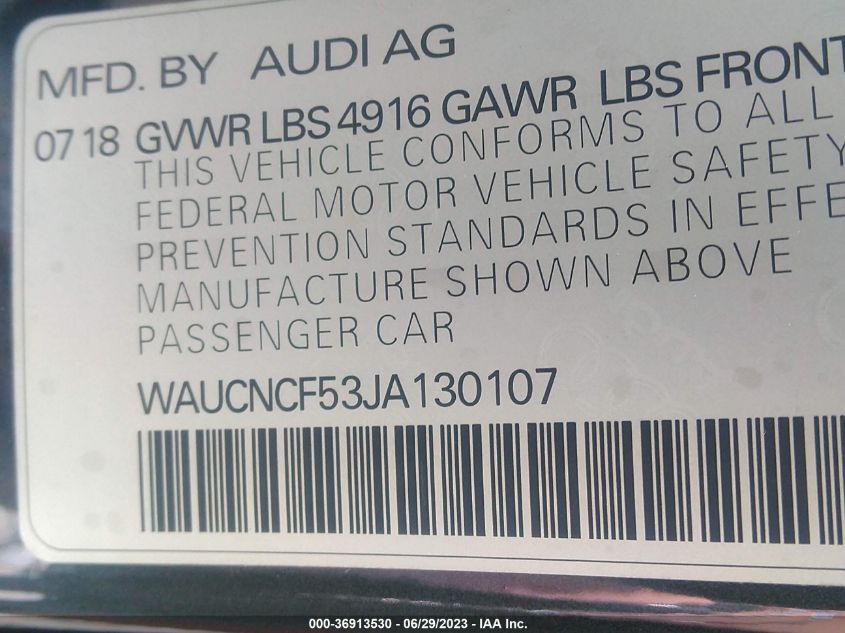 MFD. BY AUDI AG
07 18 GVWR LBS 4916 GAWR LBS FRONT
THIS VEHICLE CONFORMS TO ALL
FEDERAL MOTOR VEHICLE SAFETY
PREVENTION STANDARDS IN EFFE
MANUFACTURE SHOWN ABOVE
PASSENGER CAR
WAUCNCF53JA130107
000-36913530 - 06/29/2023 - IAA Inc.